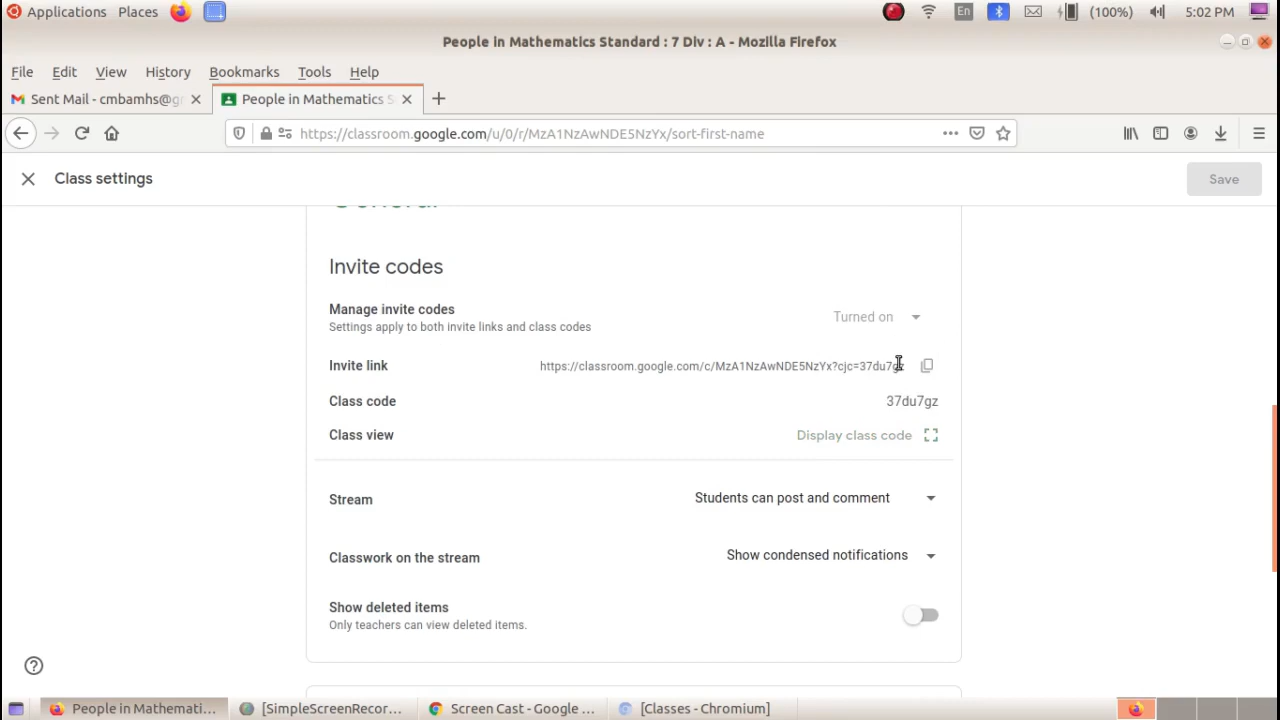 Applications Places En (100%) 5:02 PM
People in Mathematics Standard : 7 Div : A - Mozilla Firefox
File Edit View History Bookmarks Tools Help
Sent Mail - cmbamhs@gr People in Mathematics S
https://classroom.google.com/u/0/r/MzA1NzAwNDE5NzYx/sort-first-name
Class settings Save
General
Invite codes
Manage invite codes Turned on
Settings apply to both invite links and class codes
Invite link https://classroom.google.com/c/MzA1NzAwNDE5NzYx?cjc=37du7gz
Class code 37du7gz
Class view Display class code
Stream Students can post and comment
Classwork on the stream Show condensed notifications
Show deleted items
Only teachers can view deleted items.
People in Mathemati... [SimpleScreenRecor... Screen Cast - Google ... [Classes - Chromium]